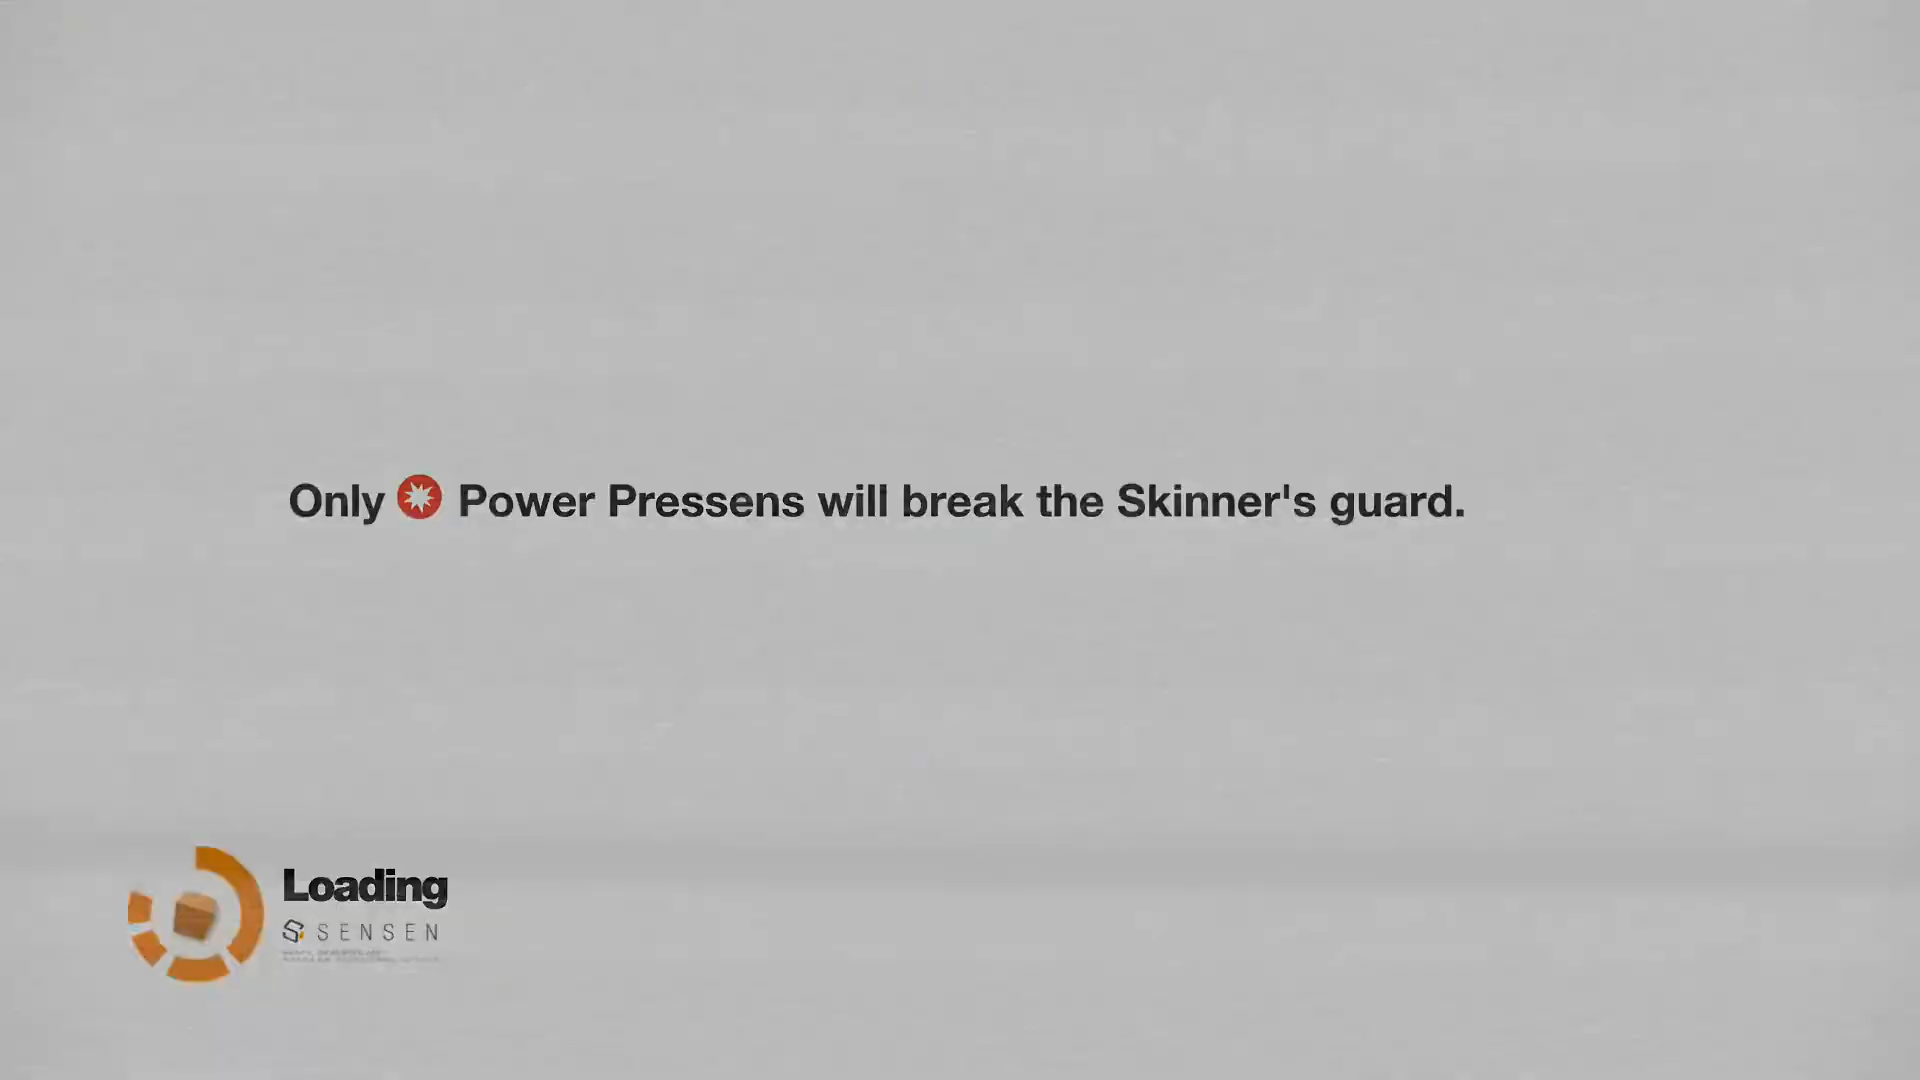 Only Power Pressens will break the Skinner's guard.
Loading
SENSEN